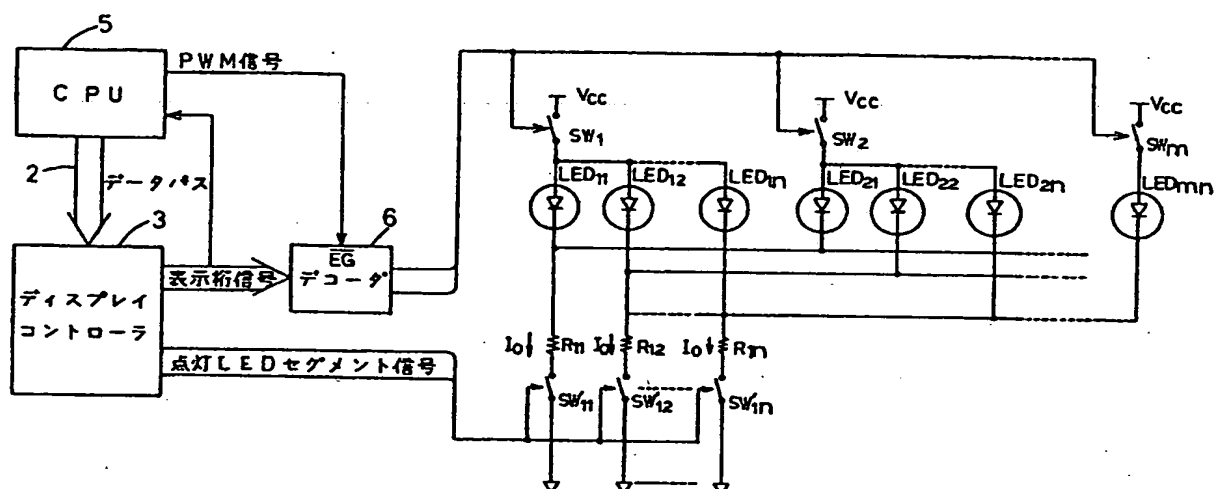 5
CPU
PWM信号
2
データバス
3
6
EG
デコーダ
表示桁信号
ディスプレイ
コントローラ
点灯LEDセグメント信号
Vcc
SW1
LED11
LED12
LED1n
Vcc
SW2
LED21
LED22
LED2n
Vcc
SWm
LEDmn
I0
R11
I0
R12
I0
R1n
SW11
SW12
SW1n